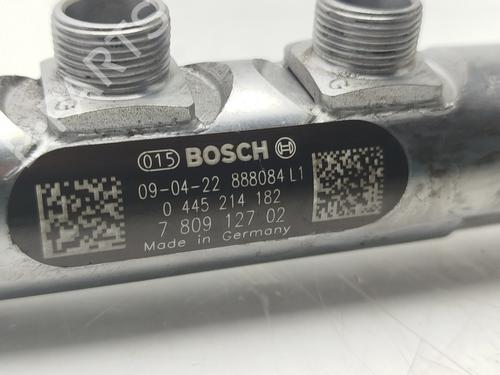 015 BOSCH
09-04-22 888084 L1
0 445 214 182
7 809 127 02
Made in Germany